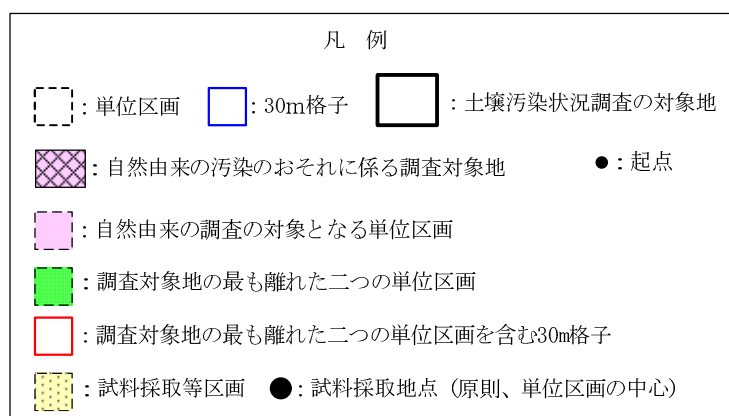 凡 例
：単位区画 ：30m格子 ：土壌汚染状況調査の対象地
：自然由来の汚染のおそれに係る調査対象地 ：起点
：自然由来の調査の対象となる単位区画
：調査対象地の最も離れた二つの単位区画
：調査対象地の最も離れた二つの単位区画を含む30m格子
：試料採取等区画 ：試料採取地点（原則、単位区画の中心）